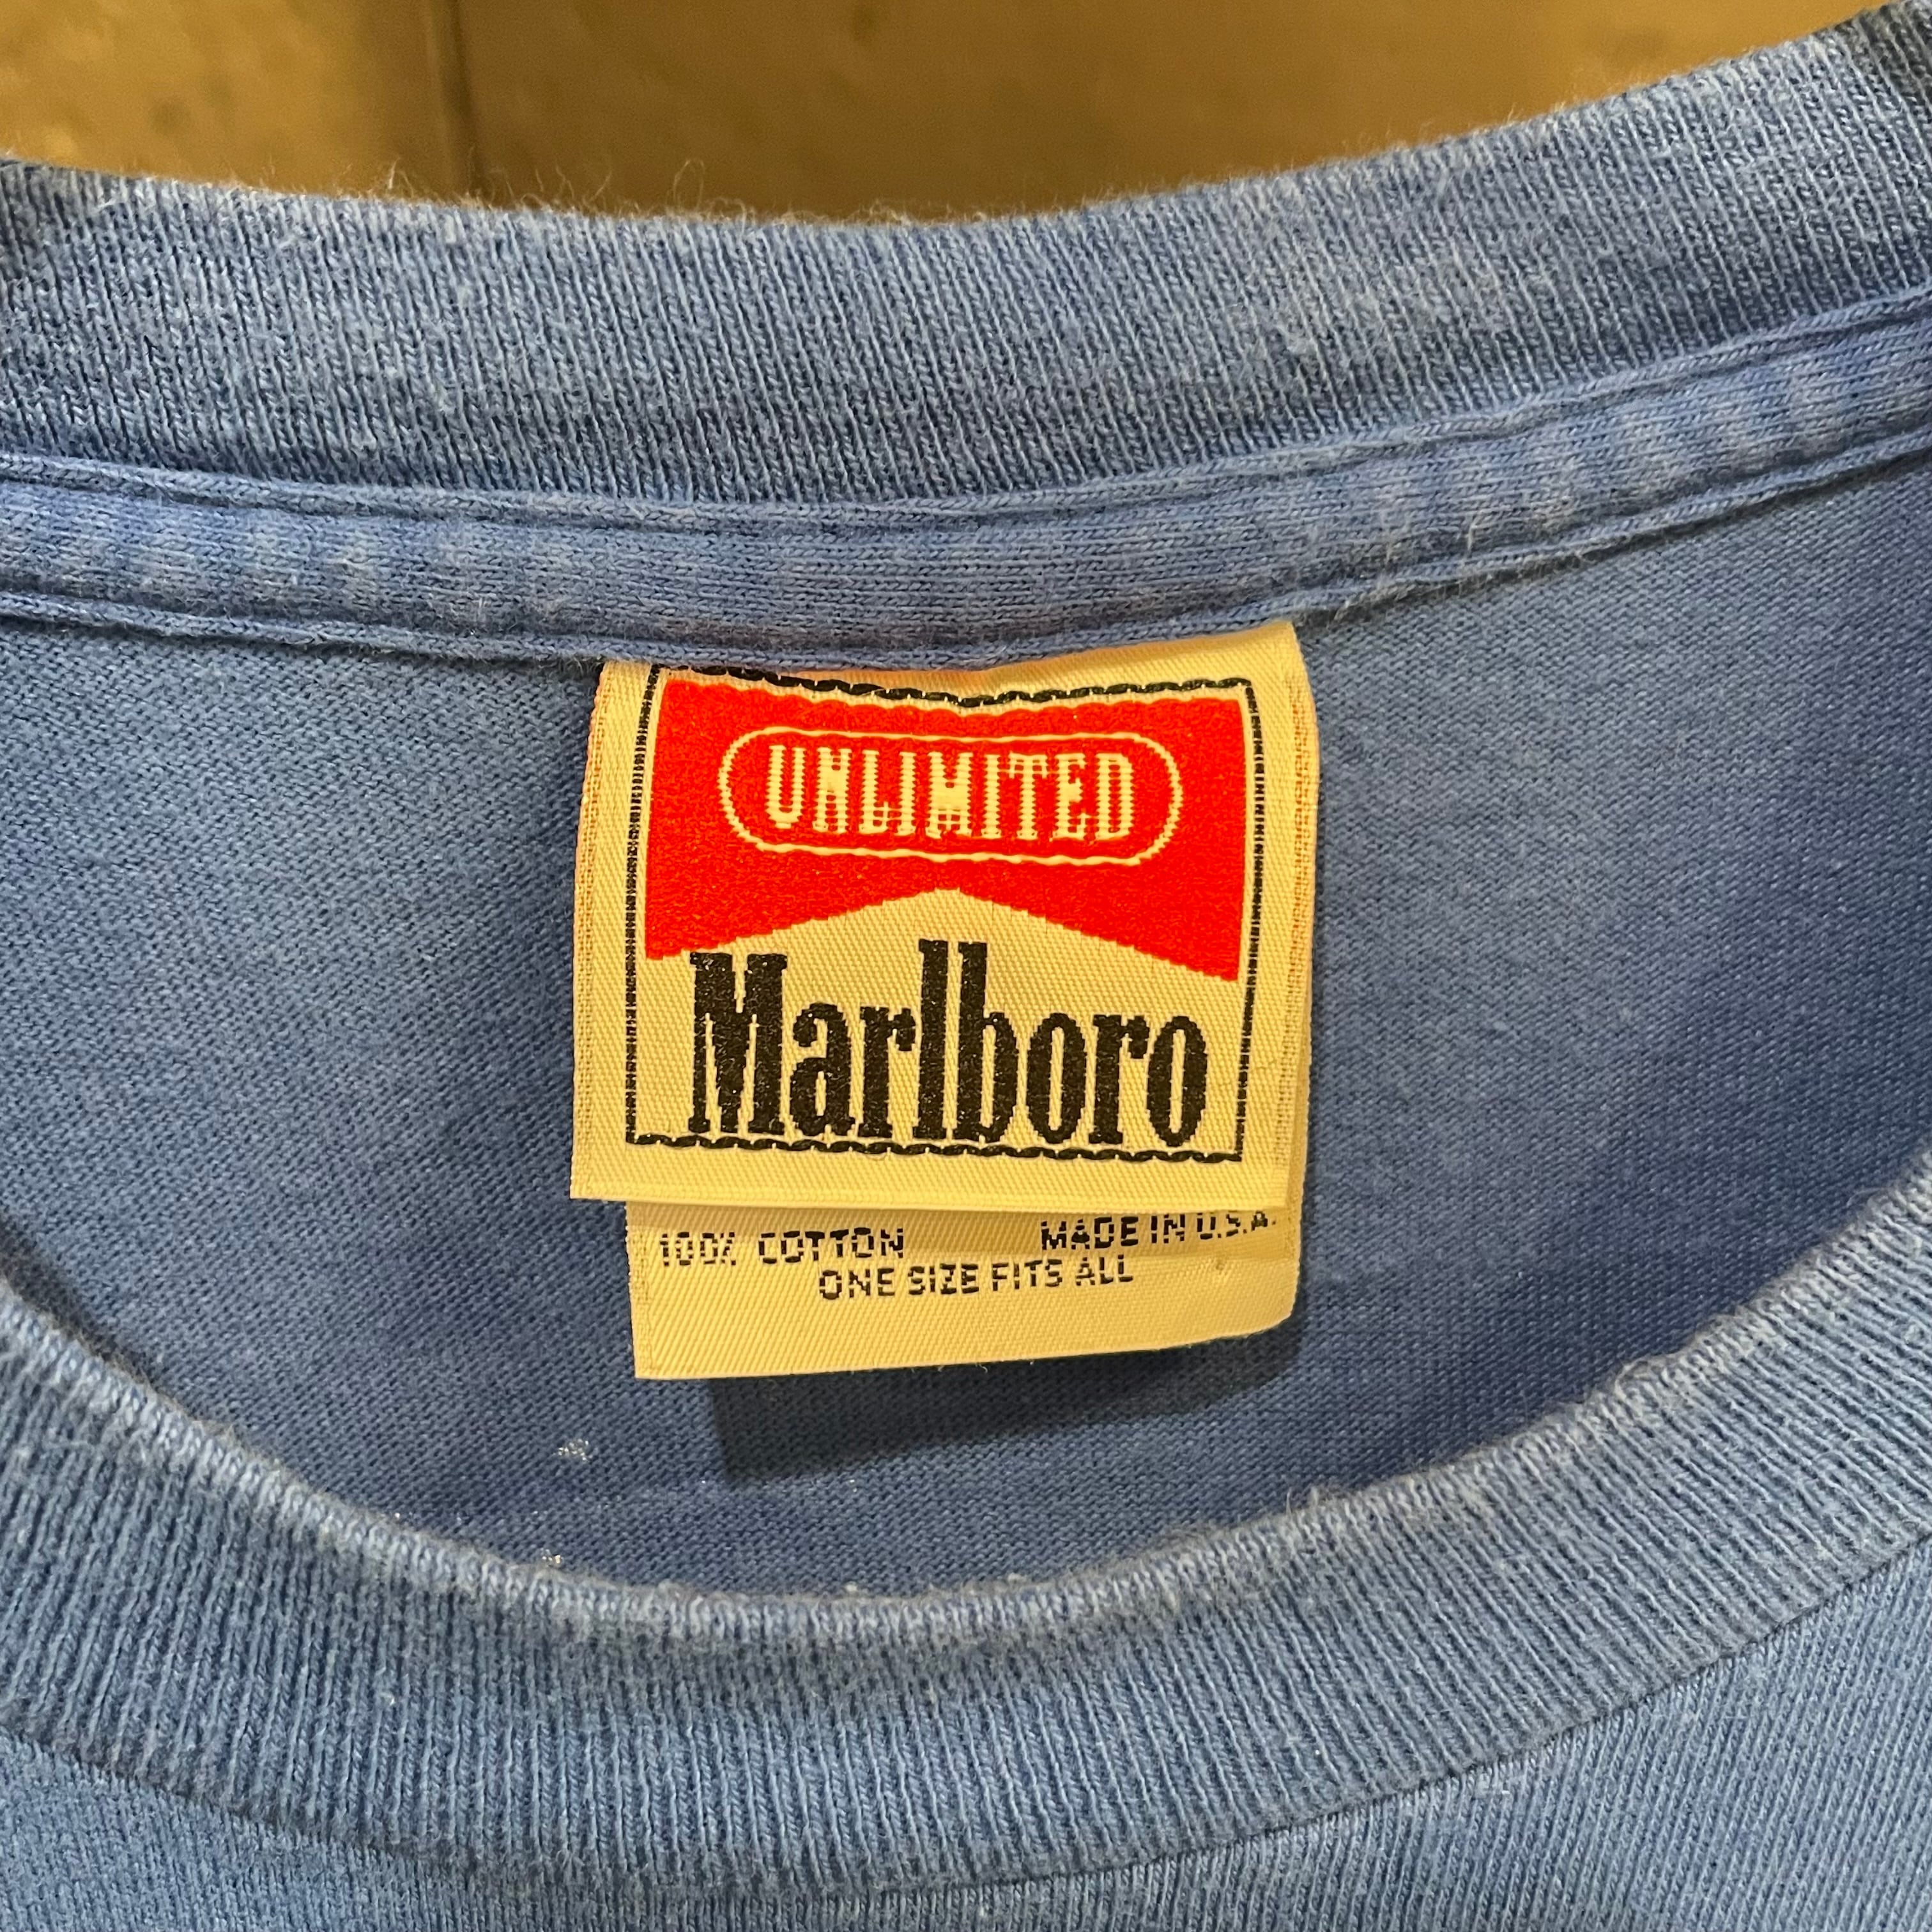 UNLIMITED
Marlboro
100% COTTON MADE IN U.S.A.
ONE SIZE FITS ALL